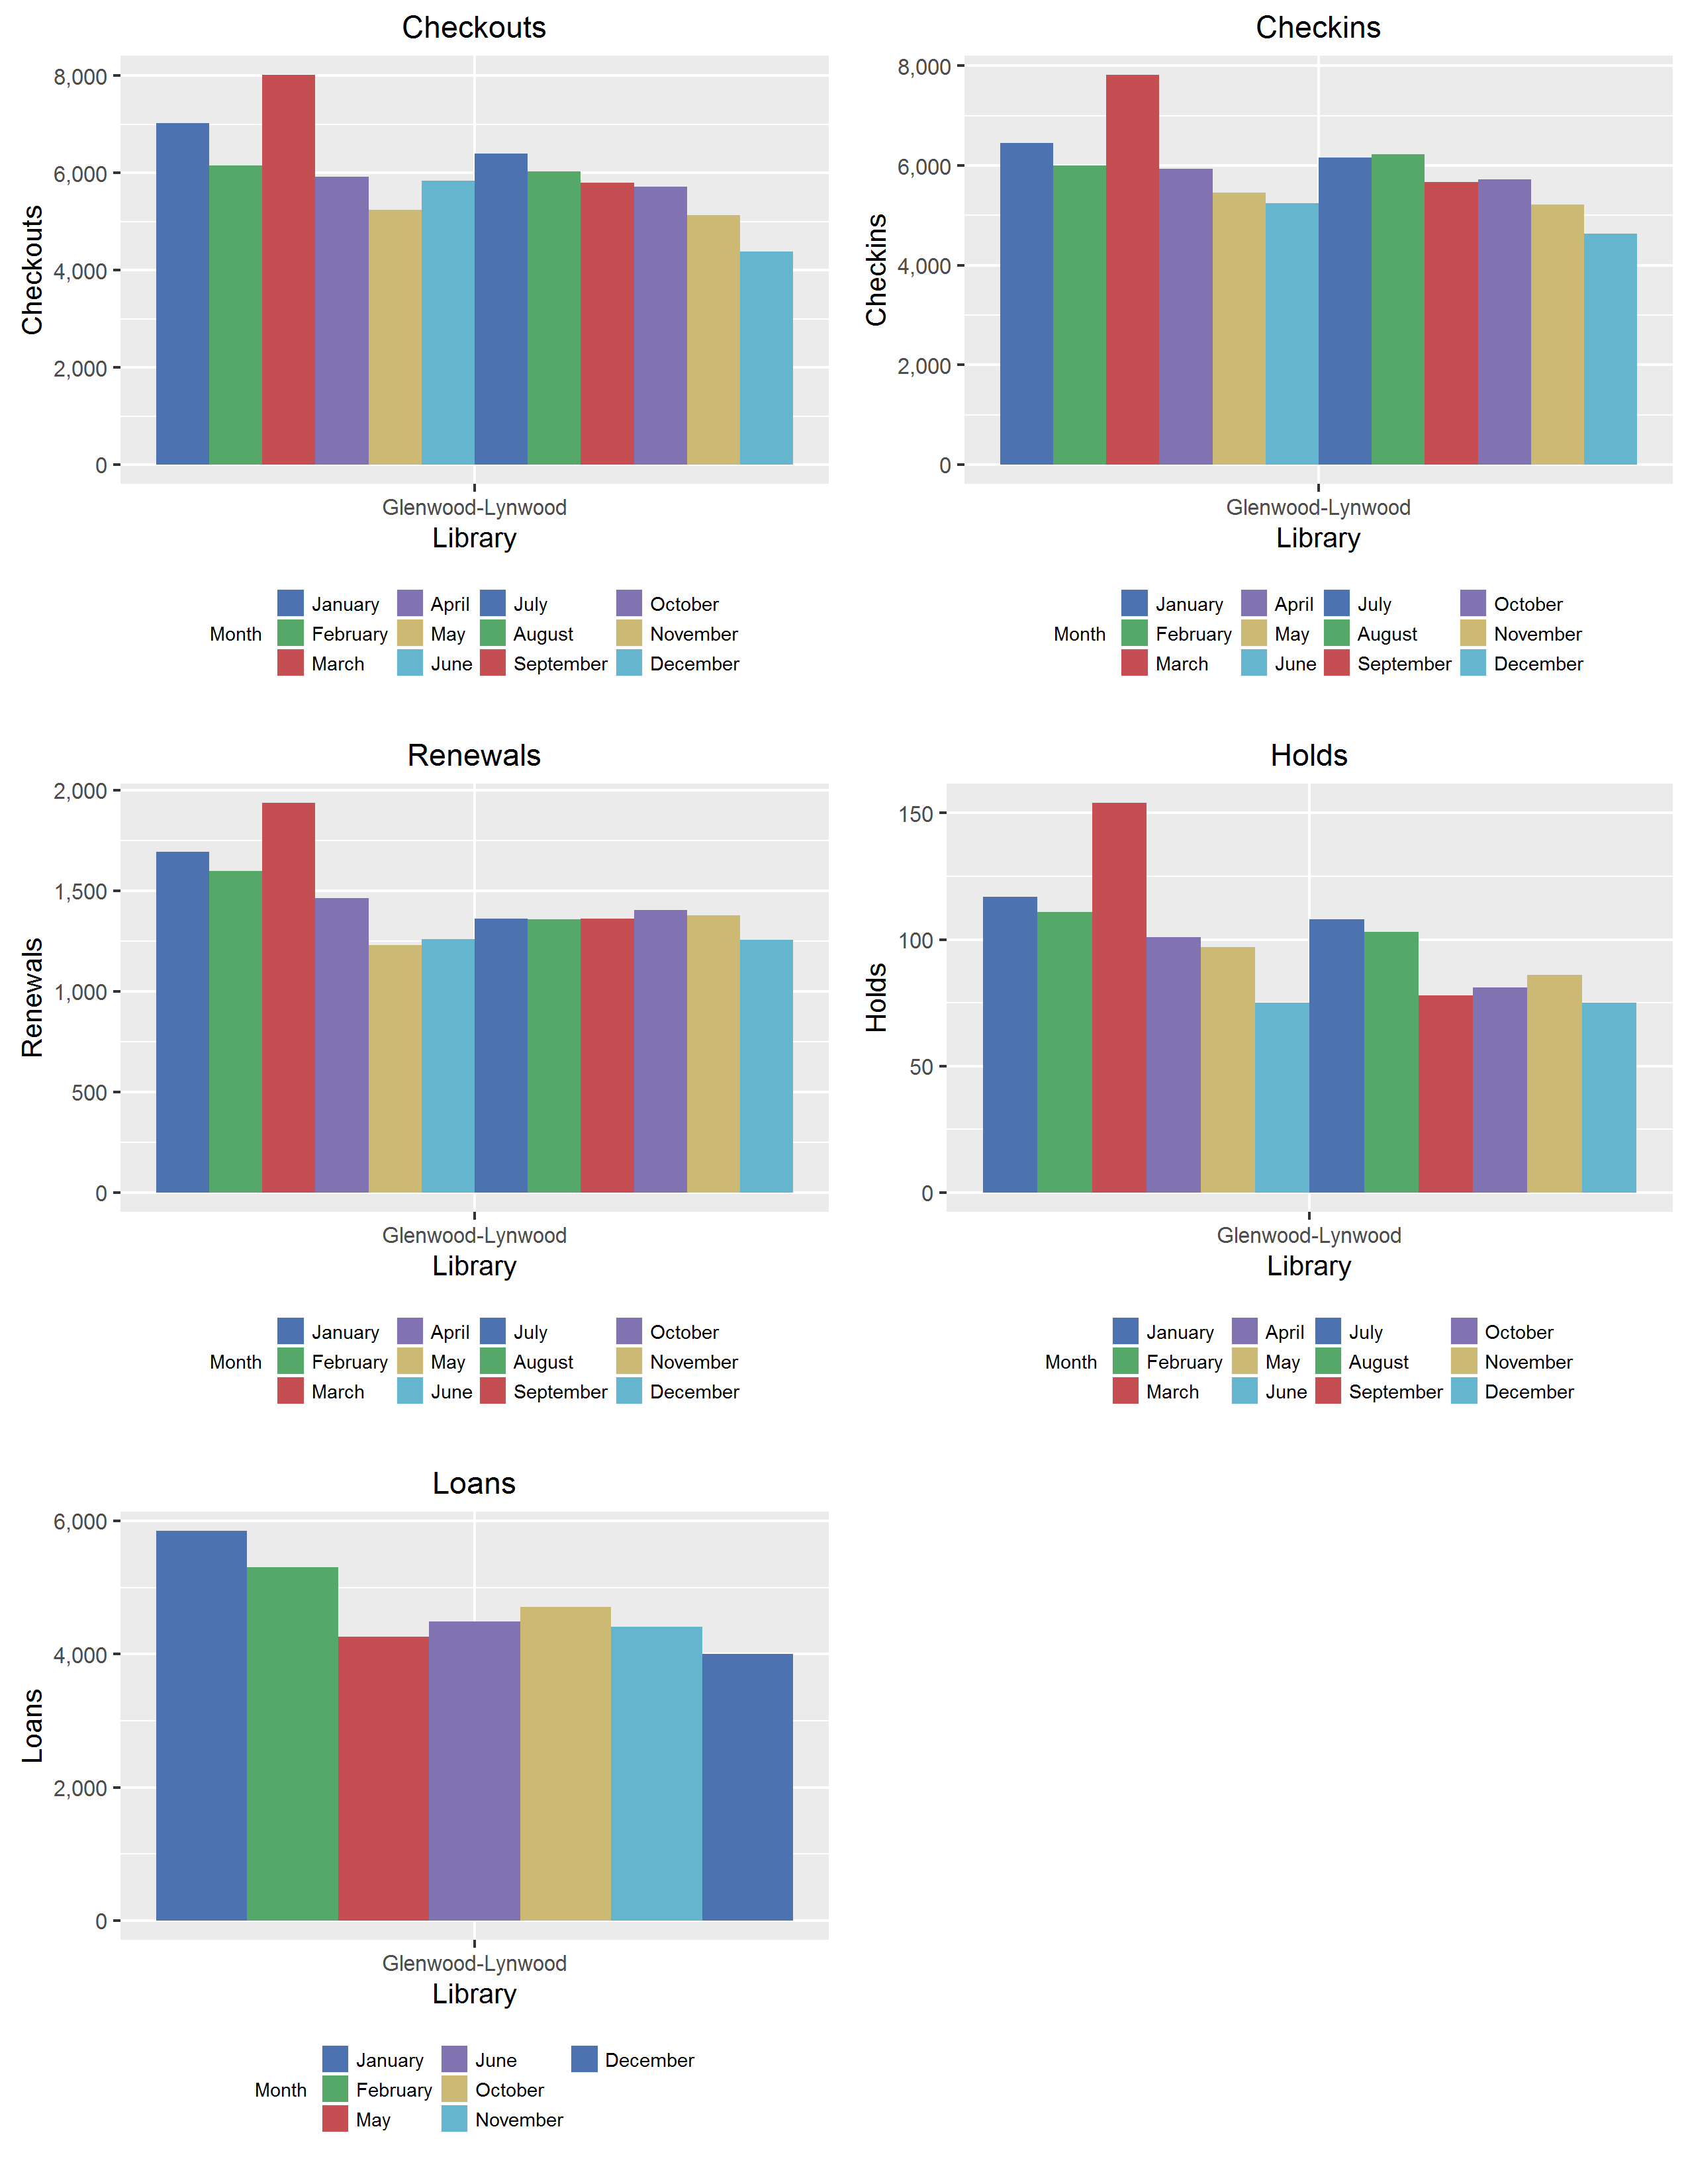 Checkouts
8,000
6,000
4,000
2,000
0
Checkouts
Glenwood-Lynwood
Library
Month
January
February
March
April
May
June
July
August
September
October
November
December
Checkins
8,000
6,000
4,000
2,000
0
Checkins
Glenwood-Lynwood
Library
Month
January
February
March
April
May
June
July
August
September
October
November
December
Renewals
2,000
1,500
1,000
500
0
Renewals
Glenwood-Lynwood
Library
Month
January
February
March
April
May
June
July
August
September
October
November
December
Holds
150
100
50
0
Holds
Glenwood-Lynwood
Library
Month
January
February
March
April
May
June
July
August
September
October
November
December
Loans
6,000
4,000
2,000
0
Loans
Glenwood-Lynwood
Library
Month
January
February
May
June
October
November
December